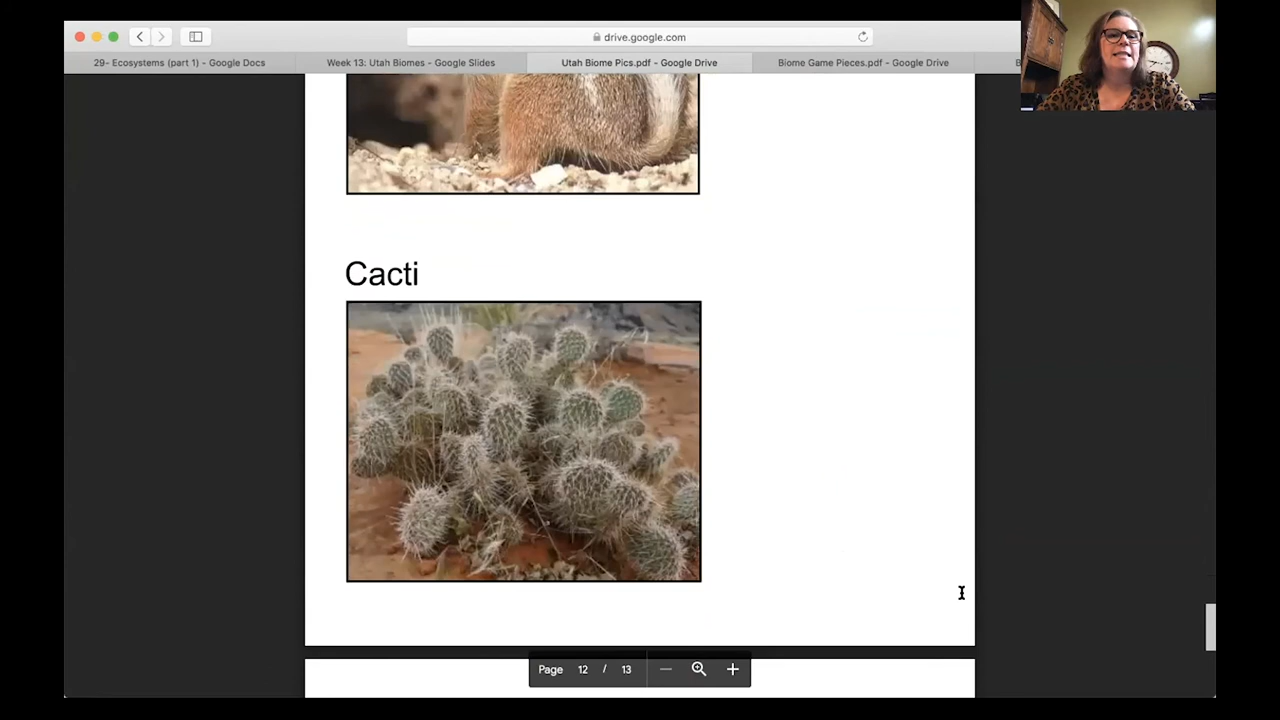 drive.google.com
29- Ecosystems (part 1) - Google Docs
Week 13: Utah Biomes - Google Slides
Utah Biome Pics.pdf - Google Drive
Biome Game Pieces.pdf - Google Drive
Cacti
Page 12 / 13